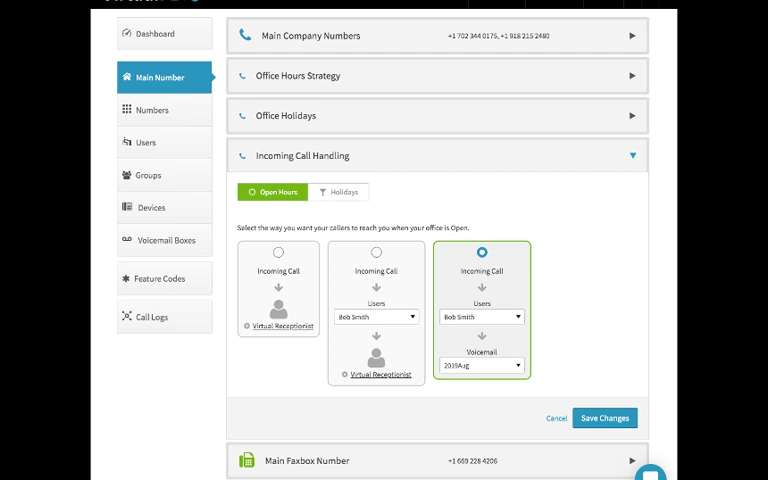 Dashboard
Main Number
Numbers
Users
Groups
Devices
Voicemail Boxes
Feature Codes
Call Logs
Main Company Numbers +1 702 344 0175, +1 918 215 2480
Office Hours Strategy
Office Holidays
Incoming Call Handling
Open Hours Holidays
Select the way you want your callers to reach you when your office is Open.
Incoming Call
Virtual Receptionist
Incoming Call
Users
Bob Smith
Virtual Receptionist
Incoming Call
Users
Bob Smith
Voicemail
2019Aug
Cancel Save Changes
Main Faxbox Number +1 669 228 4206